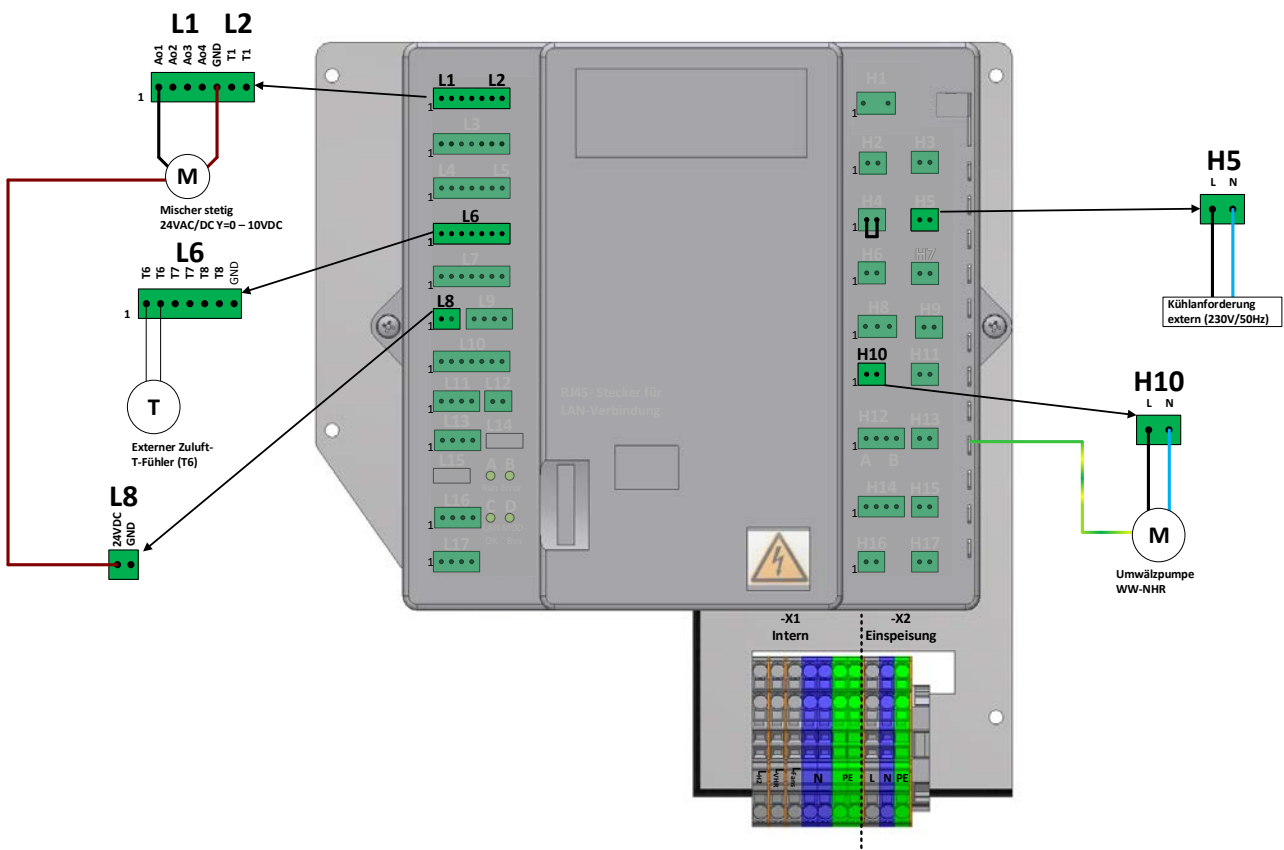 L1 L2
Ao1
Ao2
Ao3
Ao4
GND
T1
T1
1
M
Mischer stetig
24VAC/DC Y=0 – 10VDC
L6
T6
T6
T7
T7
T8
T8
GND
1
T
Externer Zuluft-
T-Fühler (T6)
L8
24VDC
GND
L1 L2
1
L3
1
L4 L5
1
L6
1
L7
1
L8 L9
1
L10
1
L11 L12
1
L13 L14
1
L15 A B
L16 C D
1
L17
1
RJ45- Stecker für
LAN-Verbindung
H1
1
H2 H3
1
H4 H5
1
H6 H7
1
H8 H9
1
H10 H11
1
H12 H13
1
A B
H14 H15
1
H16 H17
1
H5
L N
Kühlanforderung
extern (230V/50Hz)
H10
L N
M
Umwälzpumpe
WW-NHR
-X1 -X2
Intern Einspeisung
N PE L N PE